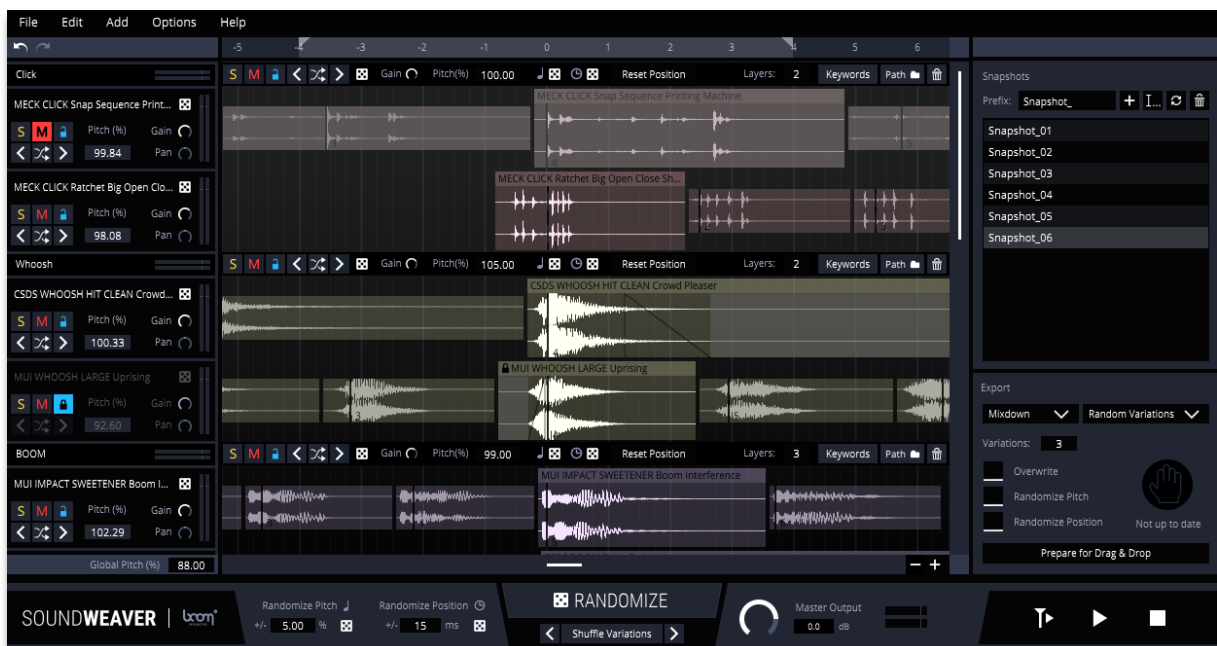 File Edit Add Options Help
-5 -4 -3 -2 -1 0 1 2 3 4 5 6
Click
S M Gain Pitch(%) 100.00 Reset Position Layers: 2 Keywords Path
MECK CLICK Snap Sequence Print...
S M Pitch (%) Gain
99.84 Pan
MECK CLICK Snap Sequence Printing Machine
4
5
MECK CLICK Ratchet Big Open Clo...
S M Pitch (%) Gain
98.08 Pan
MECK CLICK Ratchet Big Open Close Sh...
2
3
Whoosh
S M Gain Pitch(%) 105.00 Reset Position Layers: 2 Keywords Path
CSDS WHOOSH HIT CLEAN Crowd...
S M Pitch (%) Gain
100.33 Pan
CSDS WHOOSH HIT CLEAN Crowd Pleaser
4
MUI WHOOSH LARGE Uprising
S M Pitch (%) Gain
92.60 Pan
MUI WHOOSH LARGE Uprising
3
5
BOOM
S M Gain Pitch(%) 99.00 Reset Position Layers: 3 Keywords Path
MUI IMPACT SWEETENER Boom I...
S M Pitch (%) Gain
102.29 Pan
MUI IMPACT SWEETENER Boom Interference
Global Pitch (%) 88.00
Snapshots
Prefix: Snapshot_ + I...
Snapshot_01
Snapshot_02
Snapshot_03
Snapshot_04
Snapshot_05
Snapshot_06
Export
Mixdown Random Variations
Variations: 3
Overwrite
Randomize Pitch
Randomize Position
Not up to date
Prepare for Drag & Drop
SOUNDWEAVER | boom
Randomize Pitch
+/- 5.00 %
Randomize Position
+/- 15 ms
RANDOMIZE
Shuffle Variations
Master Output
0.0 dB